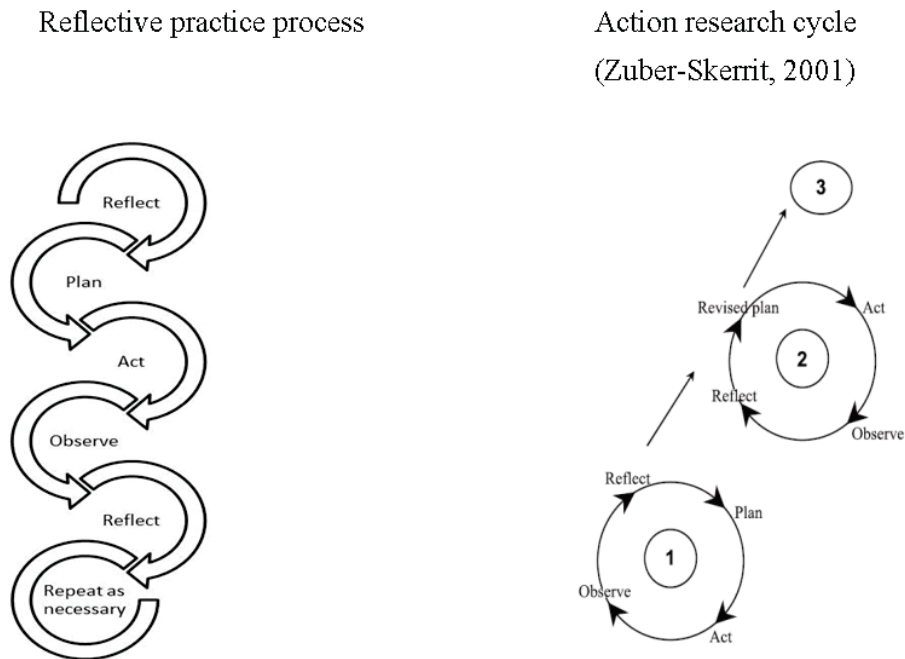 Reflective practice process
Action research cycle
(Zuber-Skerrit, 2001)
Reflect
Plan
Act
Observe
Reflect
Repeat as
necessary
3
Revised plan
Act
2
Reflect
Observe
Reflect
Plan
1
Observe
Act